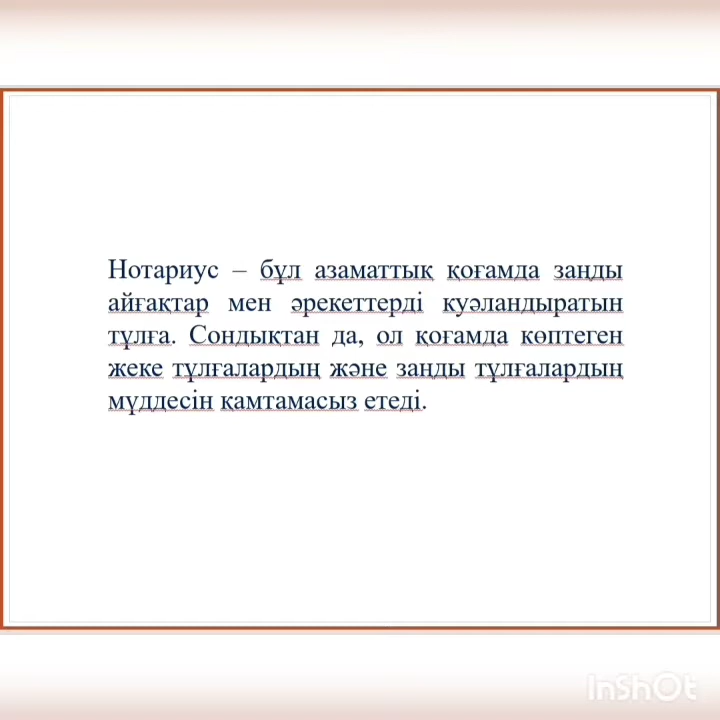 Нотариус – бұл азаматтық қоғамда заңды
айғақтар мен әрекеттерді куәландыратын
тұлға. Сондықтан да, ол қоғамда көптеген
жеке тұлғалардың және заңды тұлғалардың
мүддесін қамтамасыз етеді.
InShOt